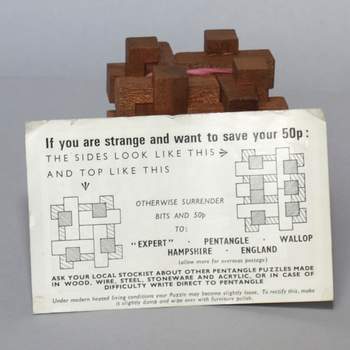 If you are strange and want to save your 50p:
THE SIDES LOOK LIKE THIS
AND TOP LIKE THIS
OTHERWISE SURRENDER
BITS AND 50p
TO:
"EXPERT" · PENTANGLE · WALLOP
HAMPSHIRE · ENGLAND
(allow more for overseas postage)
ASK YOUR LOCAL STOCKIST ABOUT OTHER PENTANGLE PUZZLES MADE
IN WOOD, WIRE, STEEL, STONEWARE AND ACRYLIC, OR IN CASE OF
DIFFICULTY WRITE DIRECT TO PENTANGLE
Under modern heated living conditions your Puzzle may become slightly loose. To rectify this, make
it slightly damp and wipe over with furniture polish.